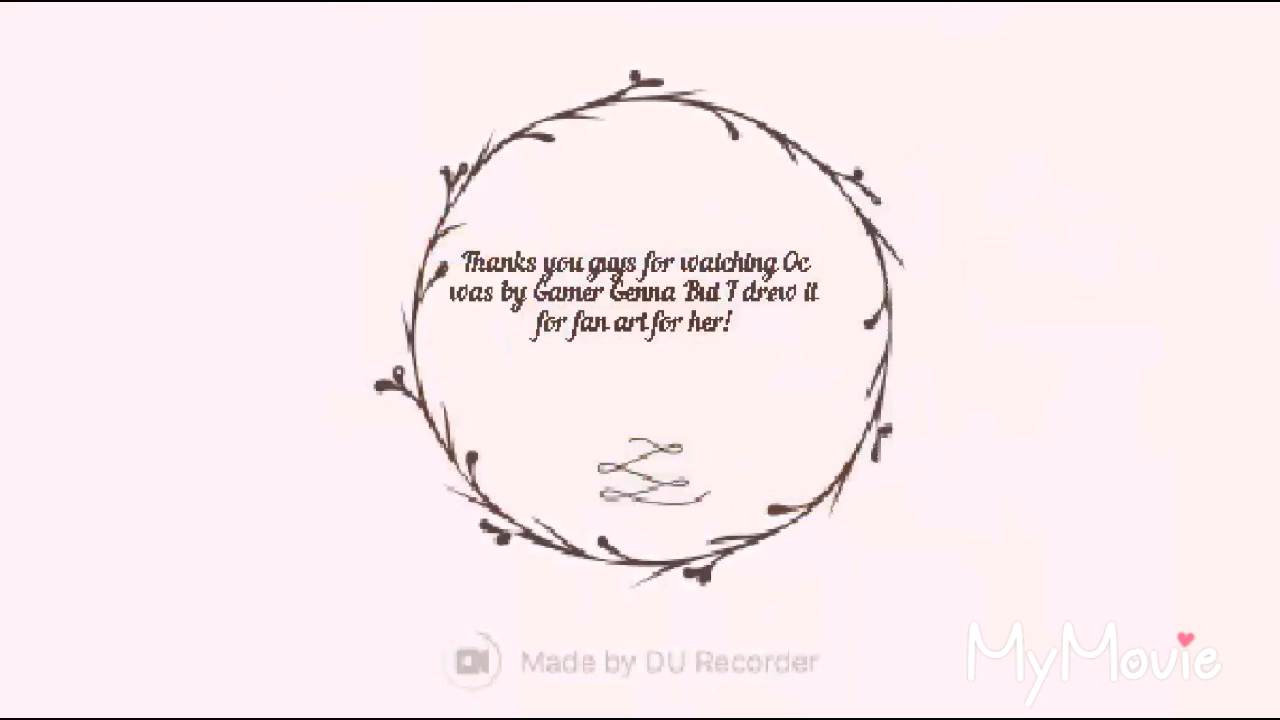 Thanks you guys for watching Oc
was by Gamer Genna But I drew it
for fan art for her!
Made by DU Recorder
MyMovie